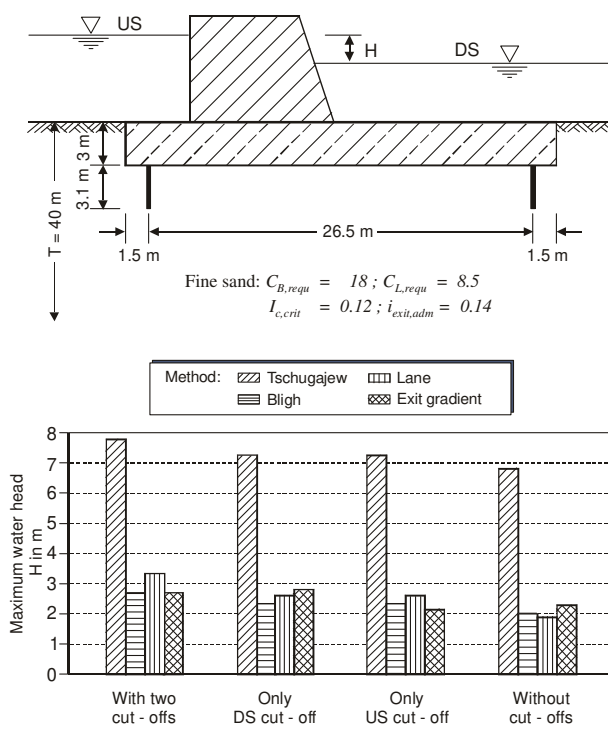 US
H
DS
3 m
3.1 m
T = 40 m
26.5 m
1.5 m
1.5 m
Fine sand: C_B,requ = 18 ; C_L,requ = 8.5
I_c,crit = 0.12 ; i_exit,adm = 0.14
Method: Tschugajew Lane
Bligh Exit gradient
Maximum water head
H in m
8
7
6
5
4
3
2
1
0
With two
cut - offs
Only
DS cut - off
Only
US cut - off
Without
cut - offs